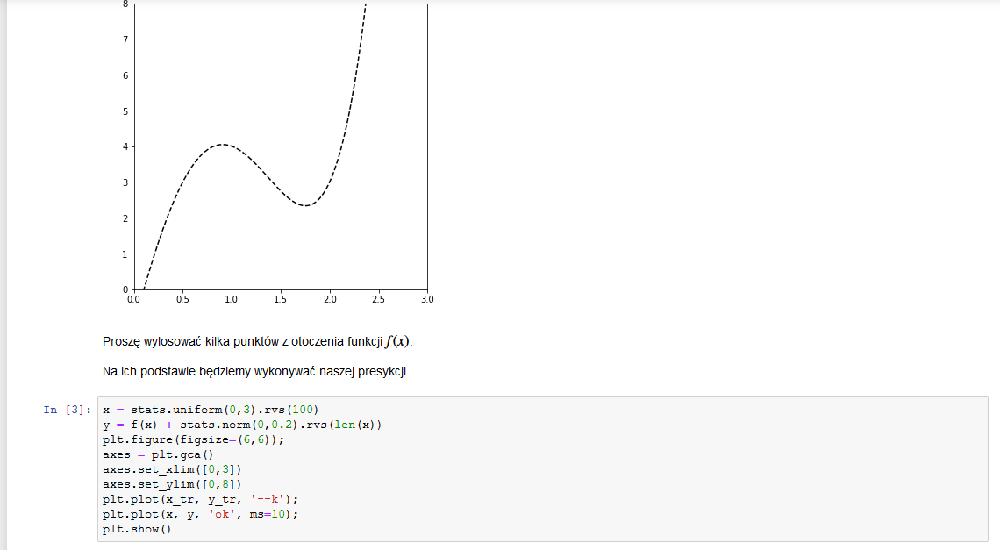 8
7
6
5
4
3
2
1
0
0.0 0.5 1.0 1.5 2.0 2.5 3.0
Proszę wylosować kilka punktów z otoczenia funkcji f(x).
Na ich podstawie będziemy wykonywać naszej presykcji.
In [3]: x = stats.uniform(0,3).rvs(100)
y = f(x) + stats.norm(0,0.2).rvs(len(x))
plt.figure(figsize=(6,6));
axes = plt.gca()
axes.set_xlim([0,3])
axes.set_ylim([0,8])
plt.plot(x_tr, y_tr, '--k');
plt.plot(x, y, 'ok', ms=10);
plt.show()